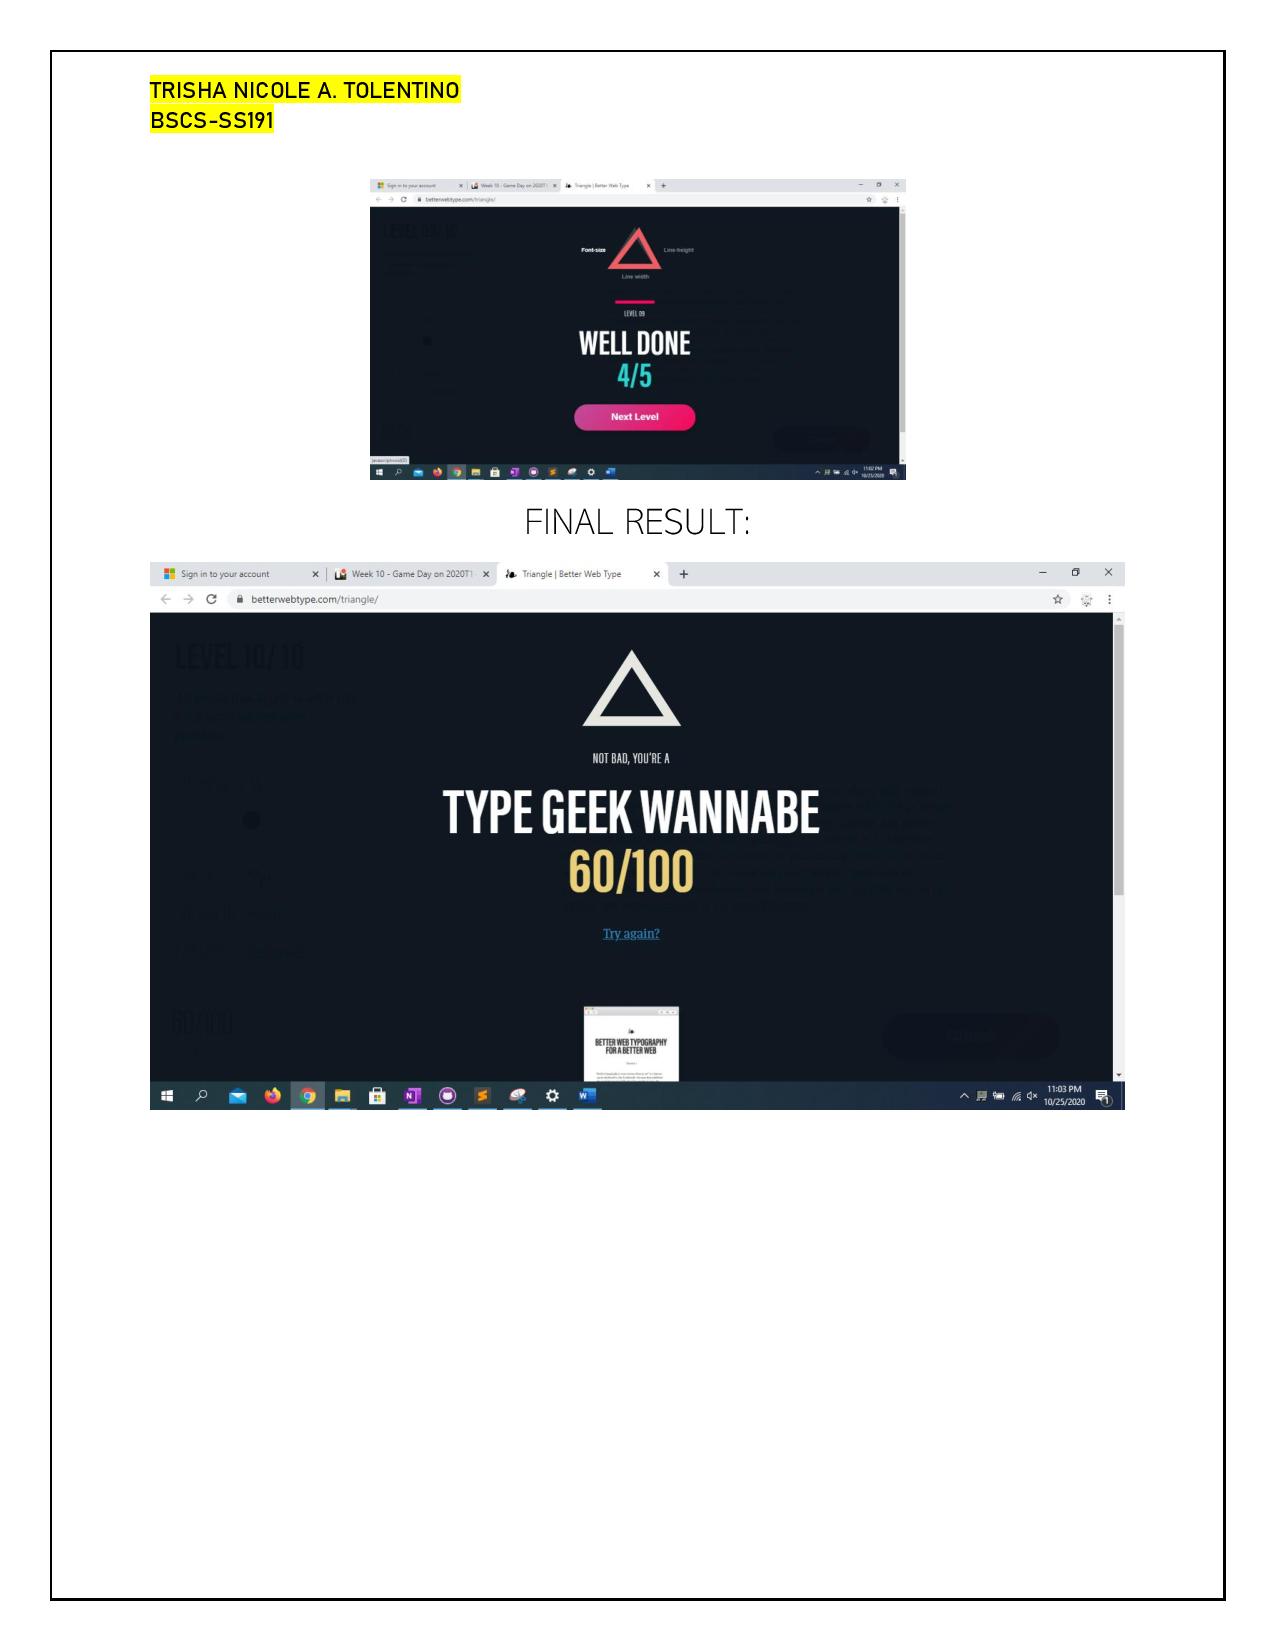 TRISHA NICOLE A. TOLENTINO
BSCS-SS191
Sign in to your account
Week 10 - Game Day on 2020T1
Triangle | Better Web Type
betterwebtype.com/triangle/
Font-size
Line-height
Line width
LEVEL 09
WELL DONE
4/5
Next Level
11:02 PM
10/25/2020
FINAL RESULT:
Sign in to your account
Week 10 - Game Day on 2020T1
Triangle | Better Web Type
betterwebtype.com/triangle/
LEVEL 10/10
NOT BAD, YOU'RE A
TYPE GEEK WANNABE
60/100
Try again?
60/100
BETTER WEB TYPOGRAPHY
FOR A BETTER WEB
11:03 PM
10/25/2020